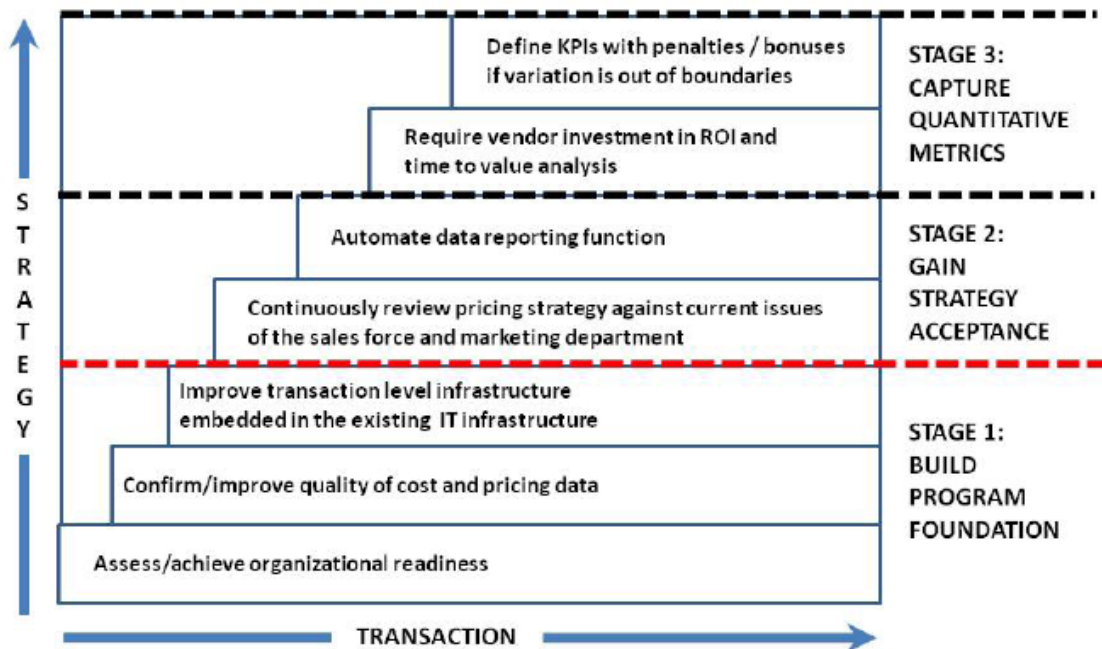 STRATEGY
Define KPIs with penalties / bonuses
if variation is out of boundaries
STAGE 3:
CAPTURE
QUANTITATIVE
METRICS
Require vendor investment in ROI and
time to value analysis
Automate data reporting function
STAGE 2:
GAIN
STRATEGY
ACCEPTANCE
Continuously review pricing strategy against current issues
of the sales force and marketing department
Improve transaction level infrastructure
embedded in the existing IT infrastructure
STAGE 1:
BUILD
PROGRAM
FOUNDATION
Confirm/improve quality of cost and pricing data
Assess/achieve organizational readiness
TRANSACTION